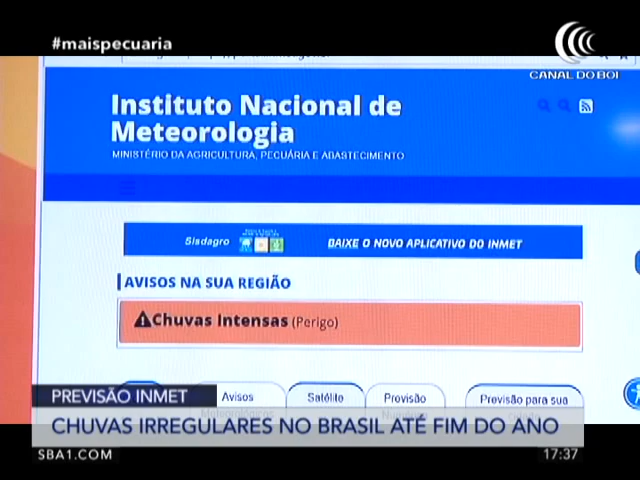 #maispecuaria
CANAL DO BOI
Instituto Nacional de
Meteorologia
MINISTÉRIO DA AGRICULTURA, PECUÁRIA E ABASTECIMENTO
Sisdagro
BAIXE O NOVO APLICATIVO DO INMET
AVISOS NA SUA REGIÃO
Chuvas Intensas (Perigo)
Avisos
Meteorológicos
Satélite
Previsão
Previsão para sua
PREVISÃO INMET
CHUVAS IRREGULARES NO BRASIL ATÉ FIM DO ANO
SBA1.COM
17:37